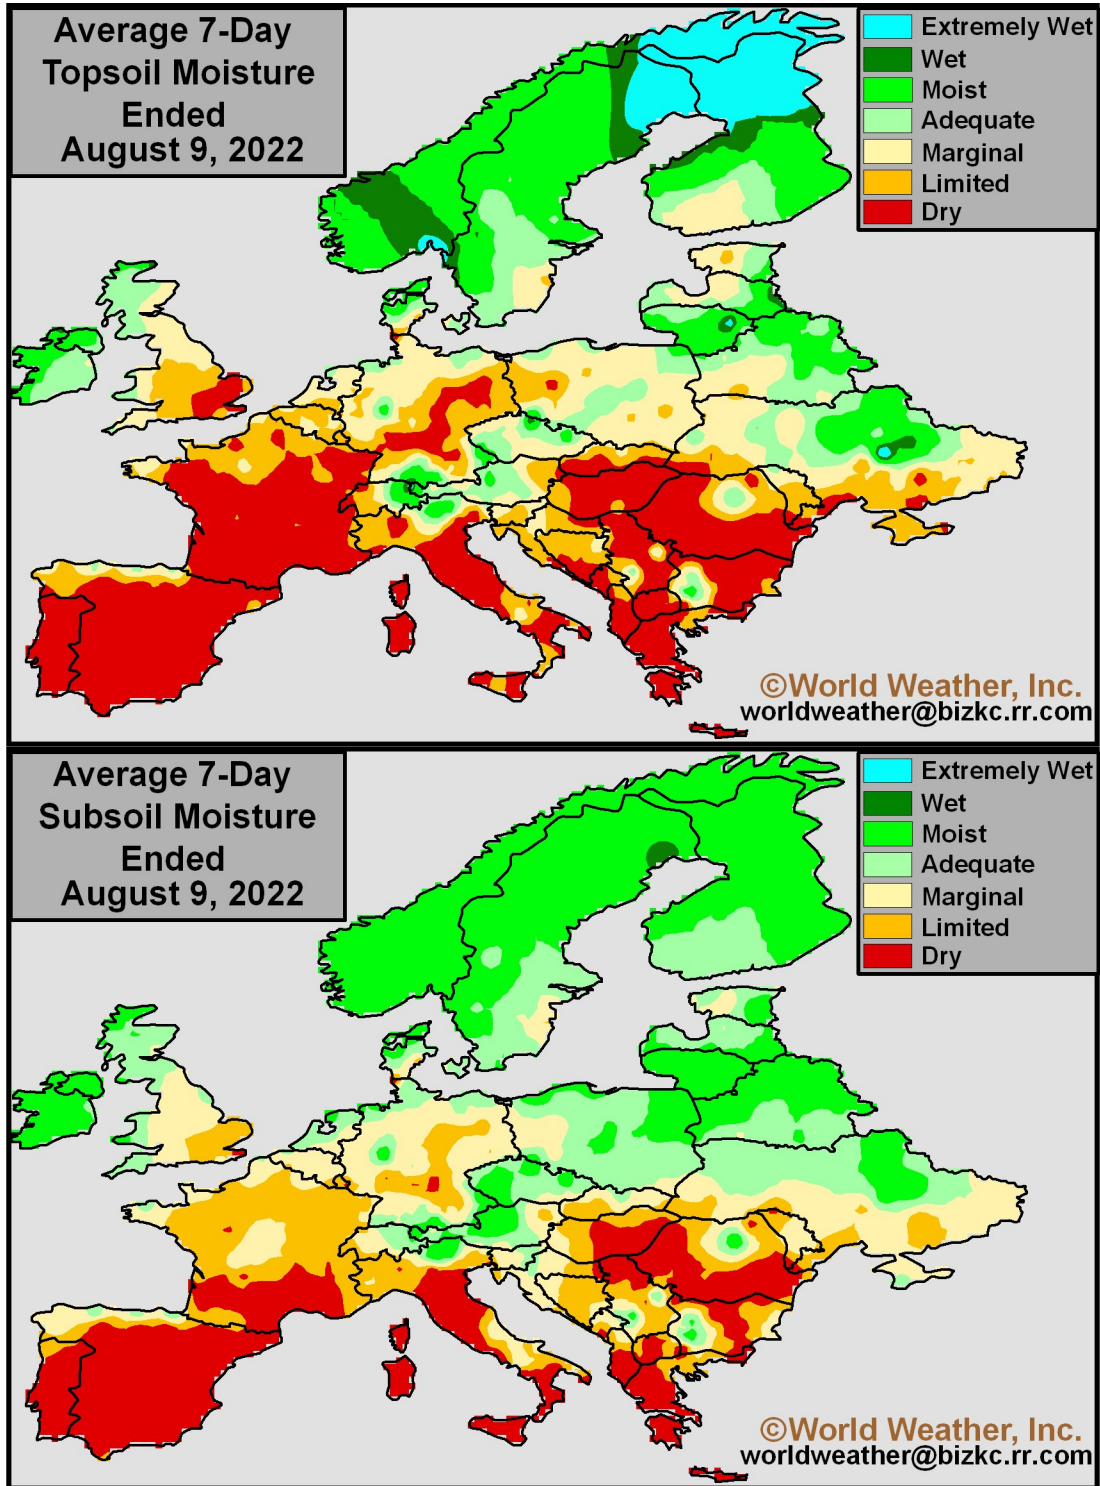 Average 7-Day
Topsoil Moisture
Ended
August 9, 2022
Extremely Wet
Wet
Moist
Adequate
Marginal
Limited
Dry
©World Weather, Inc.
worldweather@bizkc.rr.com
Average 7-Day
Subsoil Moisture
Ended
August 9, 2022
Extremely Wet
Wet
Moist
Adequate
Marginal
Limited
Dry
©World Weather, Inc.
worldweather@bizkc.rr.com